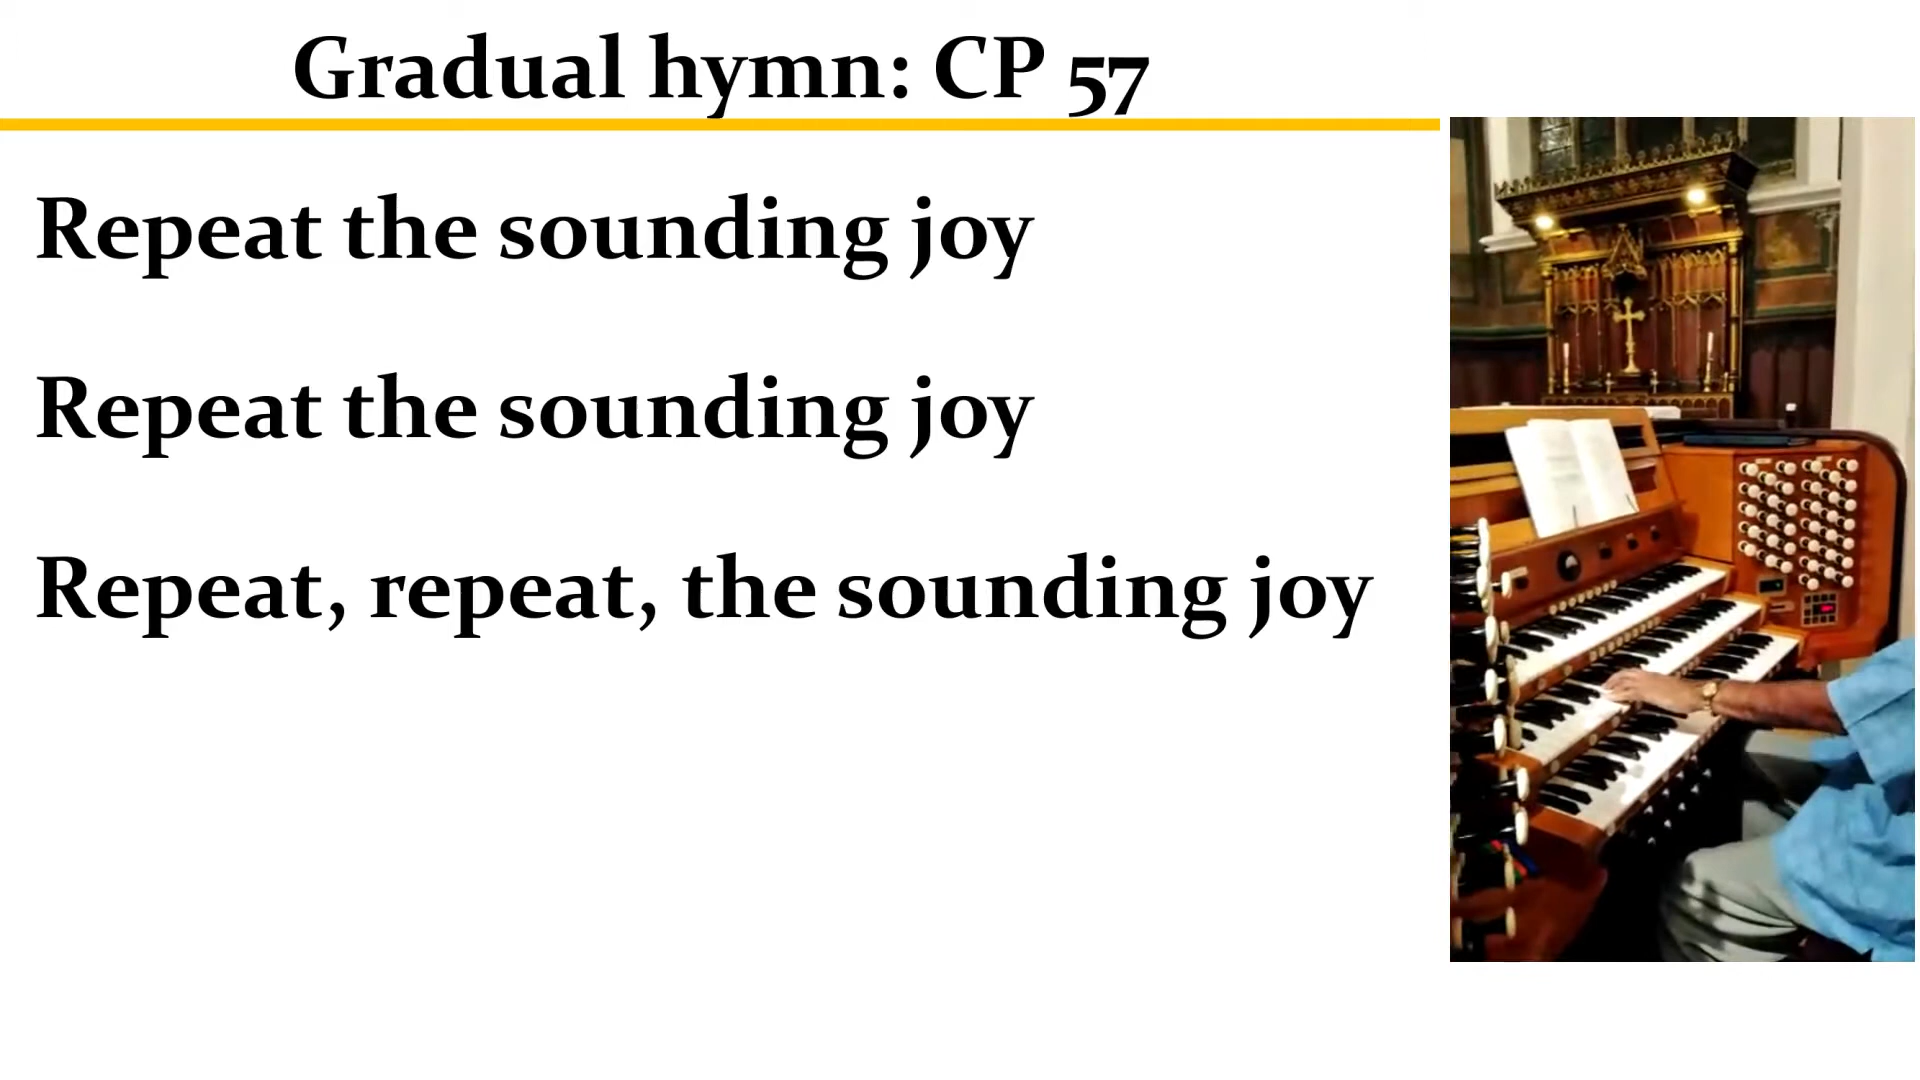 Gradual hymn: CP 57
Repeat the sounding joy
Repeat the sounding joy
Repeat, repeat, the sounding joy